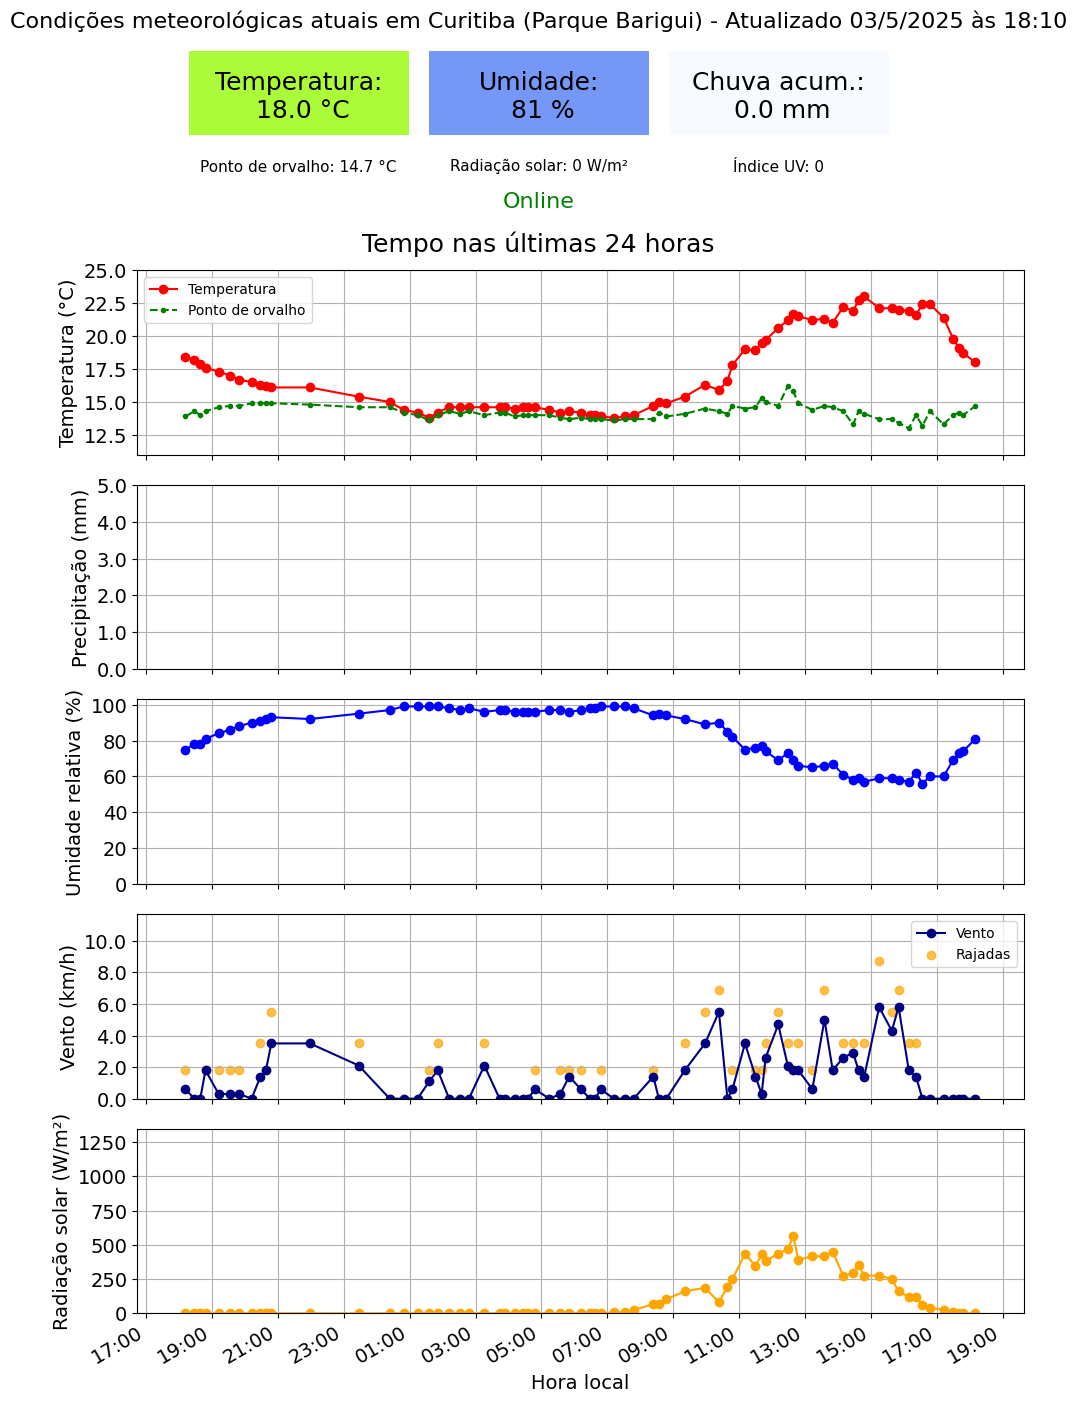 Condições meteorológicas atuais em Curitiba (Parque Barigui) - Atualizado 03/5/2025 às 18:10
Temperatura:
18.0 °C
Umidade:
81 %
Chuva acum.:
0.0 mm
Ponto de orvalho: 14.7 °C
Radiação solar: 0 W/m²
Índice UV: 0
Online
Tempo nas últimas 24 horas
Temperatura (°C)
25.0
22.5
20.0
17.5
15.0
12.5
Temperatura
Ponto de orvalho
Precipitação (mm)
5.0
4.0
3.0
2.0
1.0
0.0
Umidade relativa (%)
100
80
60
40
20
0
Vento (km/h)
10.0
8.0
6.0
4.0
2.0
0.0
Vento
Rajadas
Radiação solar (W/m²)
1250
1000
750
500
250
0
17:00
19:00
21:00
23:00
01:00
03:00
05:00
07:00
09:00
11:00
13:00
15:00
17:00
19:00
Hora local